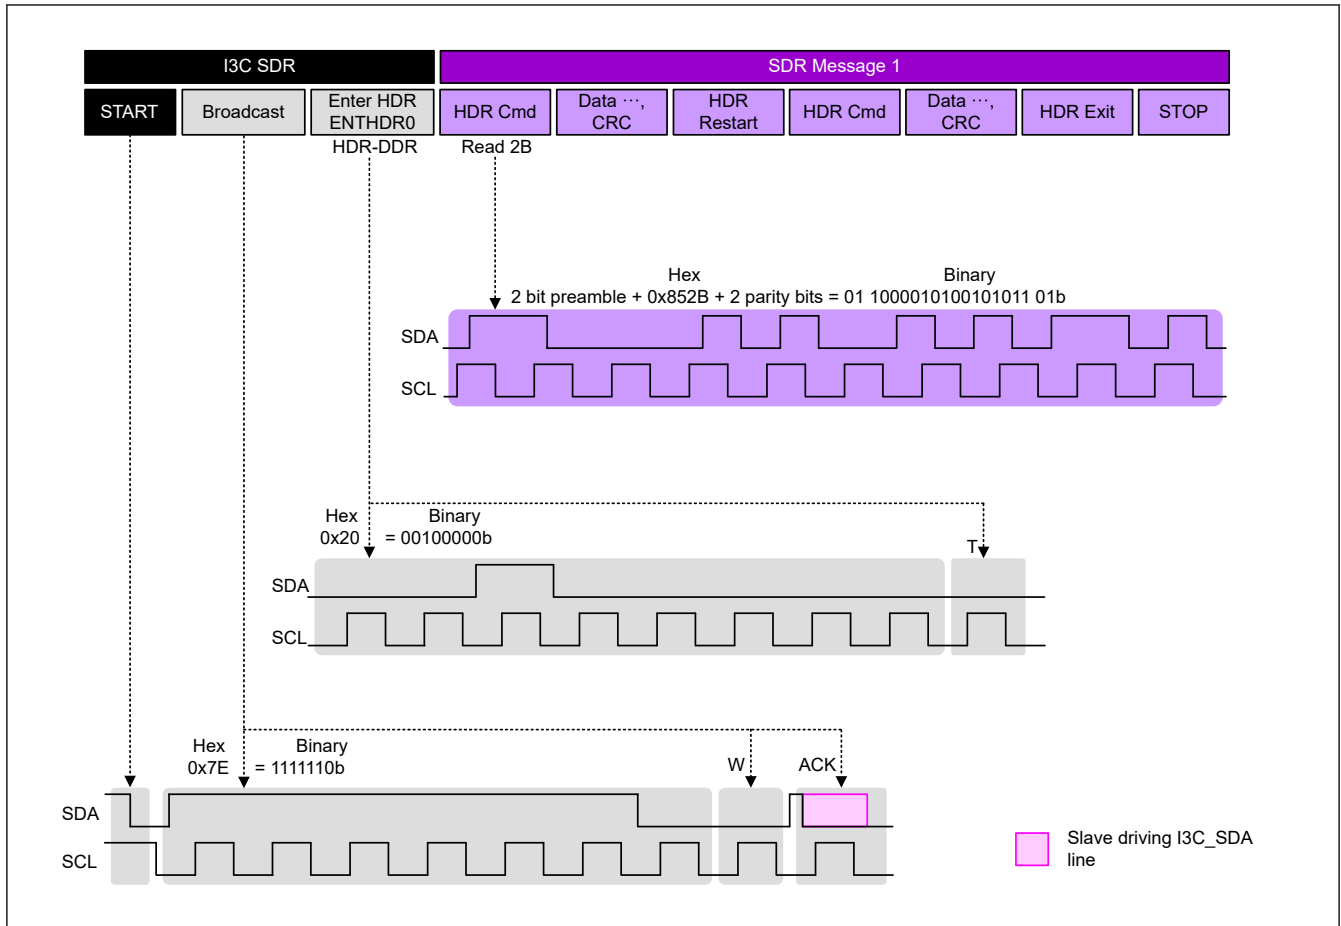 I3C SDR
SDR Message 1
START
Broadcast
Enter HDR
ENTHDR0
HDR Cmd
Data ···,
CRC
HDR
Restart
HDR Cmd
Data ···,
CRC
HDR Exit
STOP
HDR-DDR
Read 2B
Hex
Binary
2 bit preamble + 0x852B + 2 parity bits = 01 1000010100101011 01b
SDA
SCL
Hex
Binary
0x20 = 00100000b
T
SDA
SCL
Hex
Binary
0x7E = 1111110b
W
ACK
SDA
SCL
Slave driving I3C_SDA
line